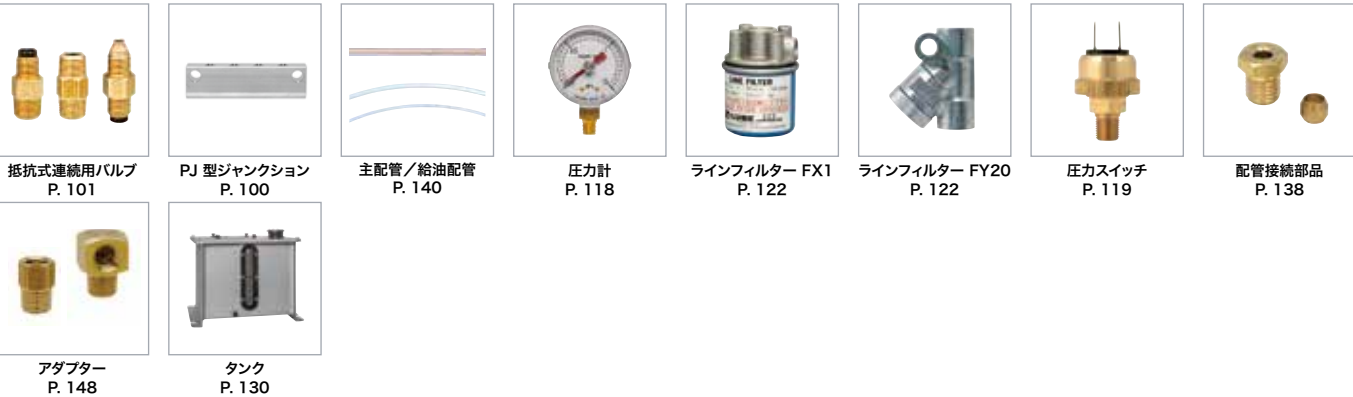 抵抗式連続用バルブ
P. 101
PJ 型ジャンクション
P. 100
主配管／給油配管
P. 140
圧力計
P. 118
LINE FILTER
ラインフィルター FX1
P. 122
ラインフィルター FY20
P. 122
圧力スイッチ
P. 119
配管接続部品
P. 138
アダプター
P. 148
タンク
P. 130